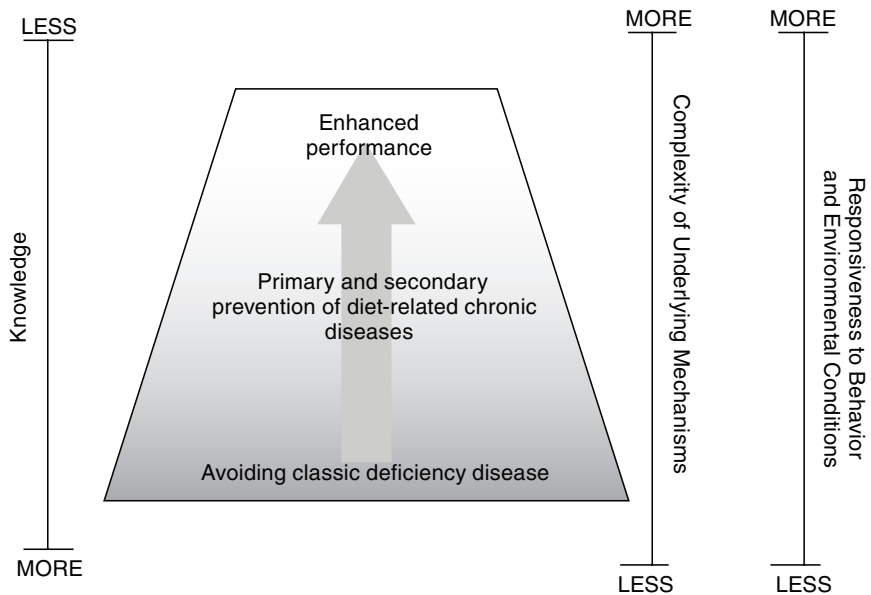 LESS
Knowledge
MORE
Enhanced
performance
Primary and secondary
prevention of diet-related chronic
diseases
Avoiding classic deficiency disease
MORE
Complexity of Underlying Mechanisms
LESS
MORE
Responsiveness to Behavior
and Environmental Conditions
LESS